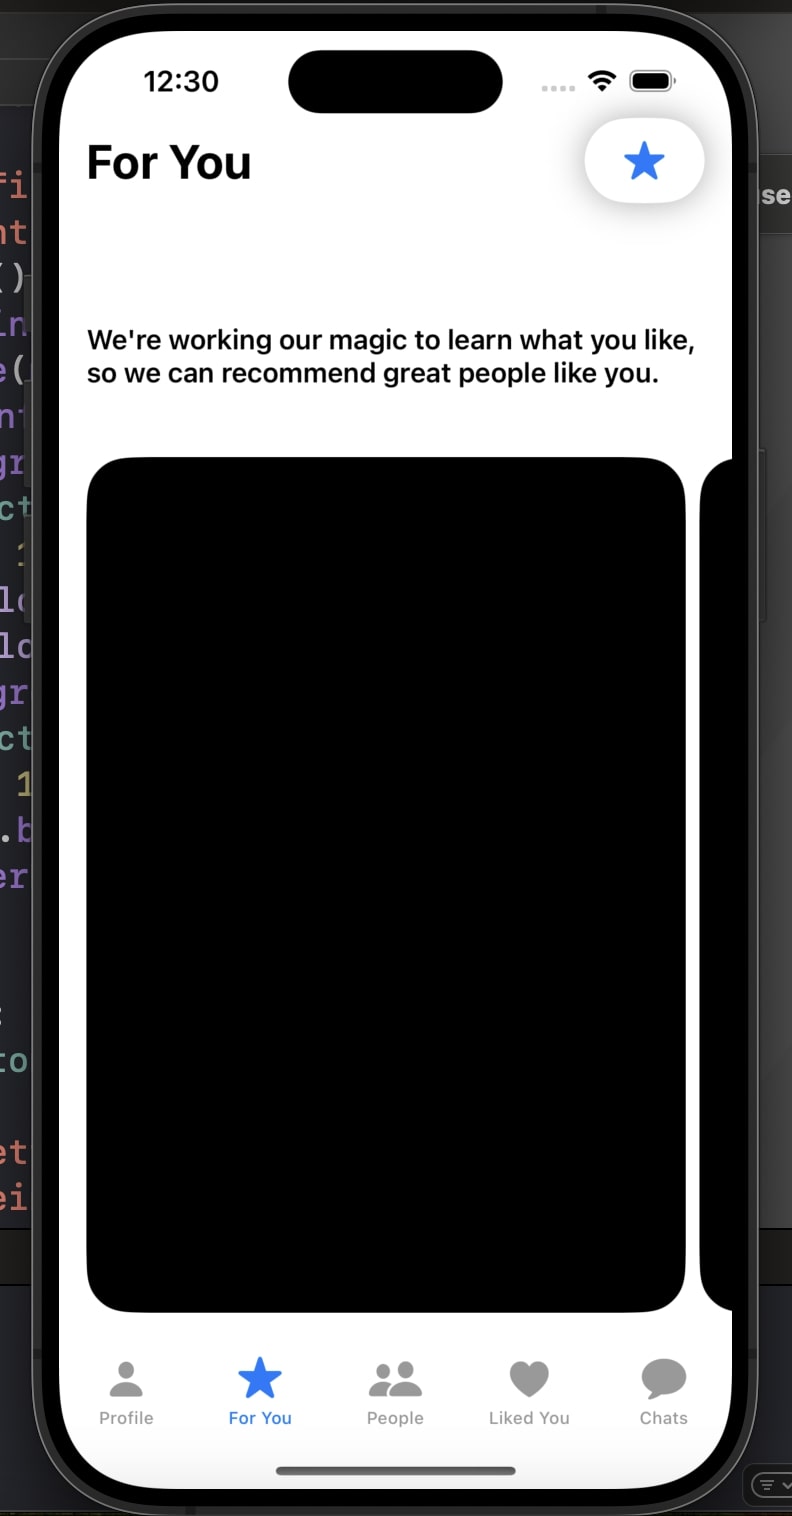 12:30
For You
We're working our magic to learn what you like,
so we can recommend great people like you.
Profile
For You
People
Liked You
Chats